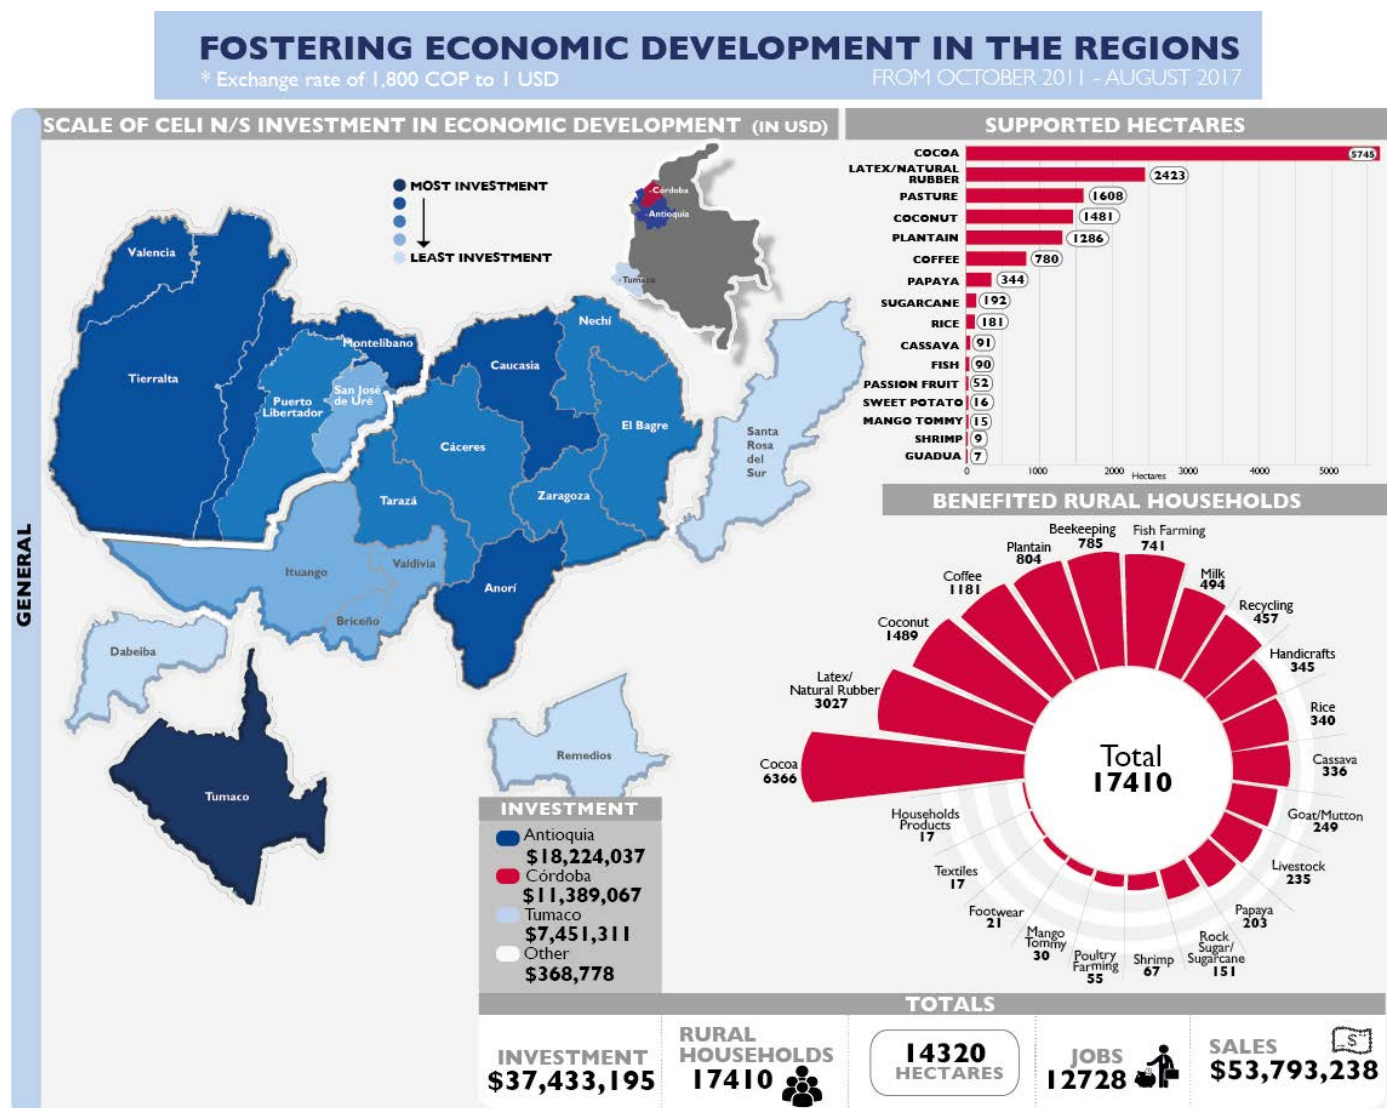 FOSTERING ECONOMIC DEVELOPMENT IN THE REGIONS
* Exchange rate of 1,800 COP to 1 USD
FROM OCTOBER 2011 - AUGUST 2017
GENERAL
SCALE OF CELI N/S INVESTMENT IN ECONOMIC DEVELOPMENT (IN USD)
MOST INVESTMENT
LEAST INVESTMENT
Córdoba
Antioquia
Tumaco
Valencia
Tierralta
Montelíbano
Puerto
Libertador
San José
de Uré
Caucasia
Nechí
El Bagre
Cáceres
Tarazá
Zaragoza
Santa
Rosa
del
Sur
Ituango
Valdivia
Briceño
Anorí
Dabeiba
Tumaco
Remedios
INVESTMENT
Antioquia
$18,224,037
Córdoba
$11,389,067
Tumaco
$7,451,311
Other
$368,778
SUPPORTED HECTARES
COCOA 5745
LATEX/NATURAL
RUBBER 2423
PASTURE 1608
COCONUT 1481
PLANTAIN 1286
COFFEE 780
PAPAYA 344
SUGARCANE 192
RICE 181
CASSAVA 91
FISH 90
PASSION FRUIT 52
SWEET POTATO 16
MANGO TOMMY 15
SHRIMP 9
GUADUA 7
0 1000 2000 3000 4000 5000
Hectares
BENEFITED RURAL HOUSEHOLDS
Cocoa
6366
Latex/
Natural Rubber
3027
Coconut
1489
Coffee
1181
Plantain
804
Beekeeping
785
Fish Farming
741
Milk
494
Recycling
457
Handicrafts
345
Rice
340
Cassava
336
Goat/Mutton
249
Livestock
235
Papaya
203
Rock
Sugar/
Sugarcane
151
Shrimp
67
Poultry
Farming
55
Mango
Tommy
30
Footwear
21
Textiles
17
Households
Products
17
Total
17410
TOTALS
INVESTMENT
$37,433,195
RURAL
HOUSEHOLDS
17410
14320
HECTARES
JOBS
12728
SALES
$53,793,238
$